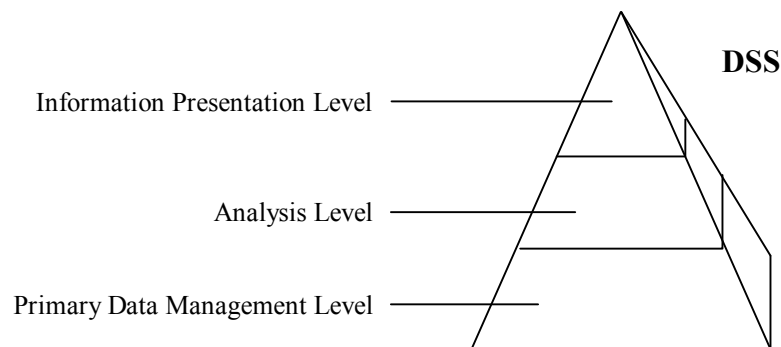 DSS
Information Presentation Level
Analysis Level
Primary Data Management Level